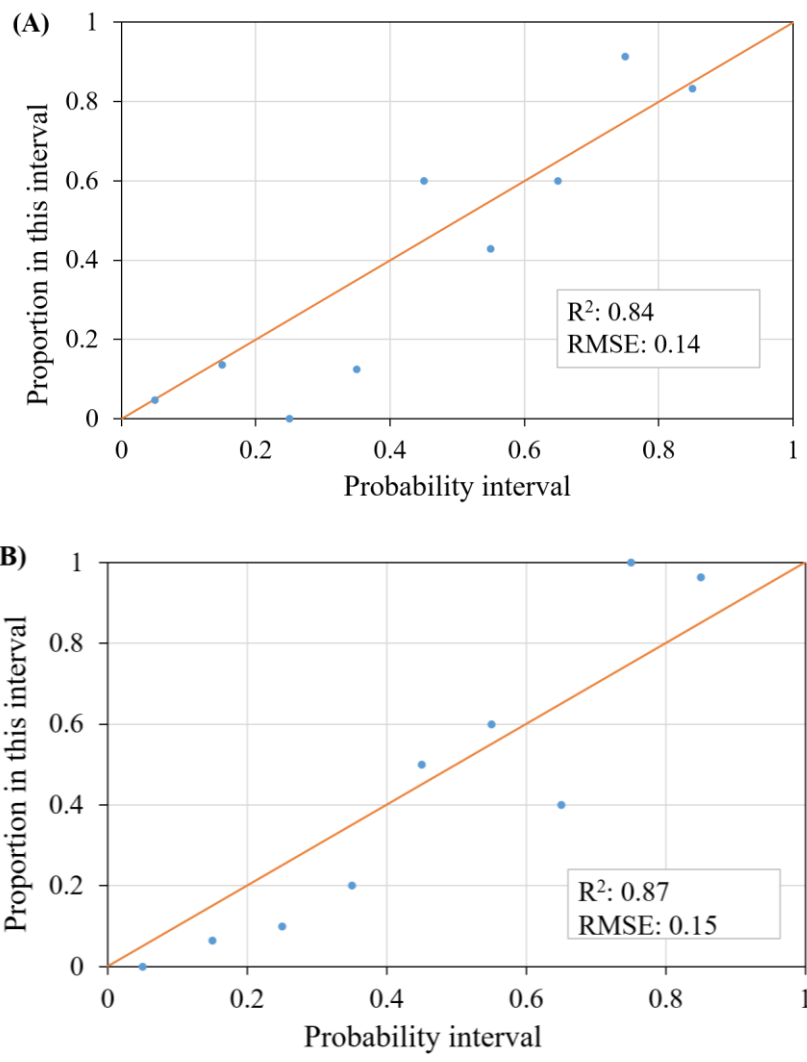 (A)
1
0.8
0.6
0.4
0.2
0
Proportion in this interval
R²: 0.84
RMSE: 0.14
0 0.2 0.4 0.6 0.8 1
Probability interval
B)
1
0.8
0.6
0.4
0.2
0
Proportion in this interval
R²: 0.87
RMSE: 0.15
0 0.2 0.4 0.6 0.8 1
Probability interval